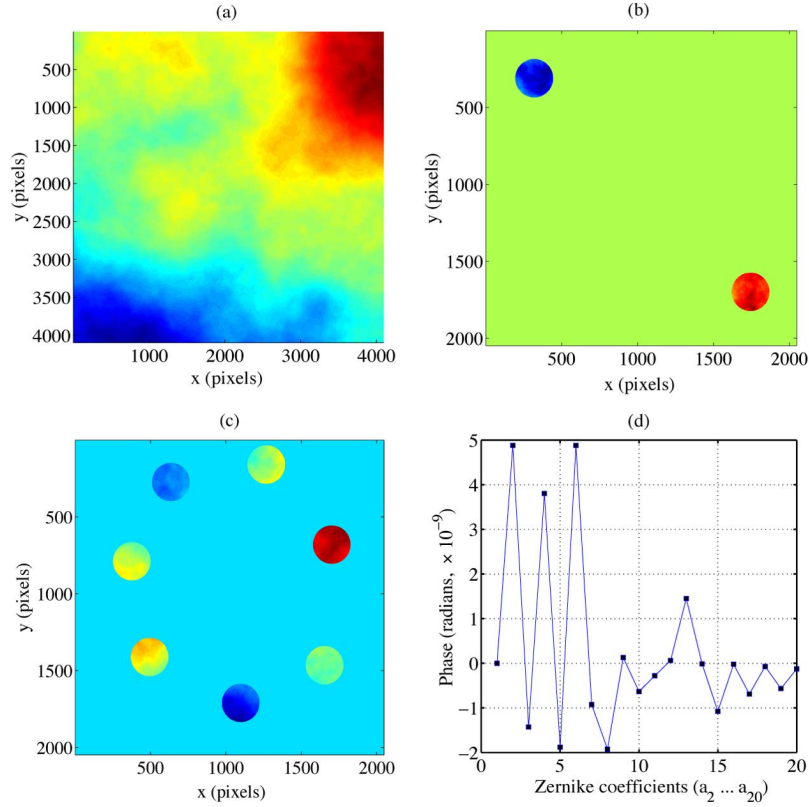 (a)
500
1000
1500
2000
2500
3000
3500
4000
y (pixels)
1000 2000 3000 4000
x (pixels)
(b)
500
1000
1500
2000
y (pixels)
500 1000 1500 2000
x (pixels)
(c)
500
1000
1500
2000
y (pixels)
500 1000 1500 2000
x (pixels)
(d)
5
4
3
2
1
0
−1
−2
Phase (radians, × 10⁻⁹)
0 5 10 15 20
Zernike coefficients (a₂ ... a₂₀)